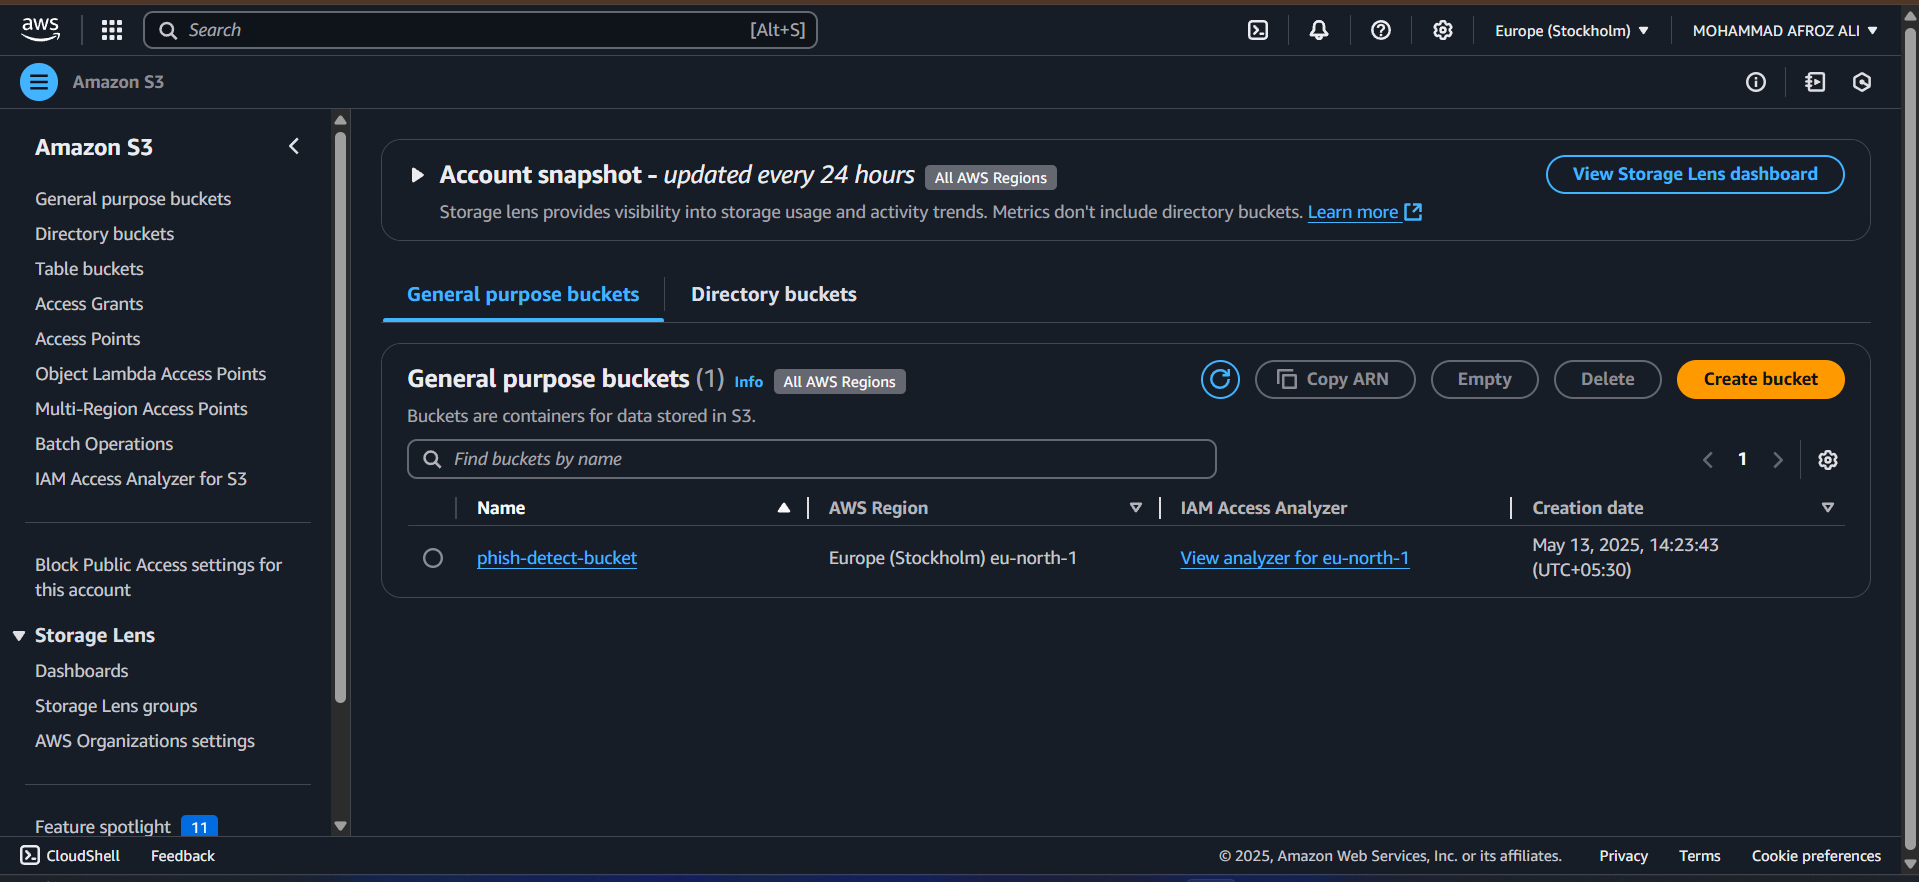 aws
Search [Alt+S]
Europe (Stockholm)
MOHAMMAD AFROZ ALI
Amazon S3
Amazon S3
General purpose buckets
Directory buckets
Table buckets
Access Grants
Access Points
Object Lambda Access Points
Multi-Region Access Points
Batch Operations
IAM Access Analyzer for S3
Block Public Access settings for
this account
Storage Lens
Dashboards
Storage Lens groups
AWS Organizations settings
Feature spotlight 11
Account snapshot - updated every 24 hours All AWS Regions
View Storage Lens dashboard
Storage lens provides visibility into storage usage and activity trends. Metrics don't include directory buckets. Learn more
General purpose buckets
Directory buckets
General purpose buckets (1) Info All AWS Regions
Copy ARN
Empty
Delete
Create bucket
Buckets are containers for data stored in S3.
Find buckets by name
1
Name AWS Region IAM Access Analyzer Creation date
phish-detect-bucket Europe (Stockholm) eu-north-1 View analyzer for eu-north-1 May 13, 2025, 14:23:43
(UTC+05:30)
CloudShell Feedback © 2025, Amazon Web Services, Inc. or its affiliates. Privacy Terms Cookie preferences